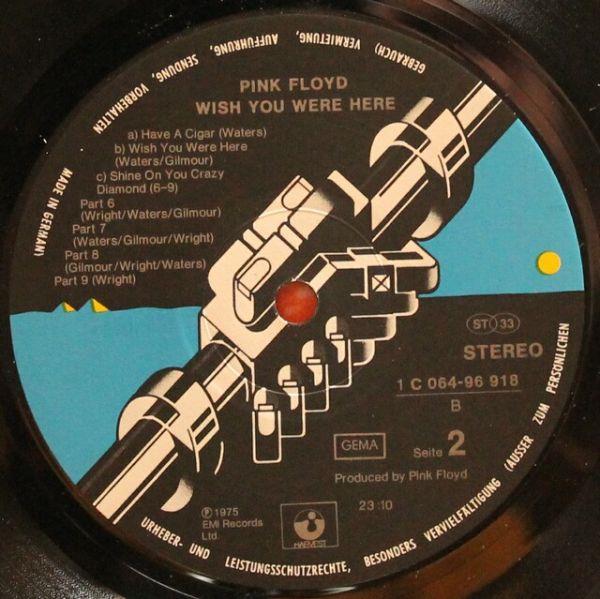 PINK FLOYD
WISH YOU WERE HERE
a) Have A Cigar (Waters)
b) Wish You Were Here
(Waters/Gilmour)
c) Shine On You Crazy
Diamond (6-9)
Part 6
(Wright/Waters/Gilmour)
Part 7
(Waters/Gilmour/Wright)
Part 8
(Gilmour/Wright/Waters)
Part 9 (Wright)
ST 33
STEREO
1 C 064-96 918
B
GEMA
Seite 2
Produced by Pink Floyd
℗ 1975
EMI Records
Ltd.
HARVEST
23:10
URHEBER- UND LEISTUNGSSCHUTZRECHTE, BESONDERS VERVIELFÄLTIGUNG (AUSSER ZUM PERSÖNLICHEN
GEBRAUCH) VERMIETUNG, AUFFÜHRUNG, SENDUNG, VORBEHALTEN
MADE IN GERMAN)